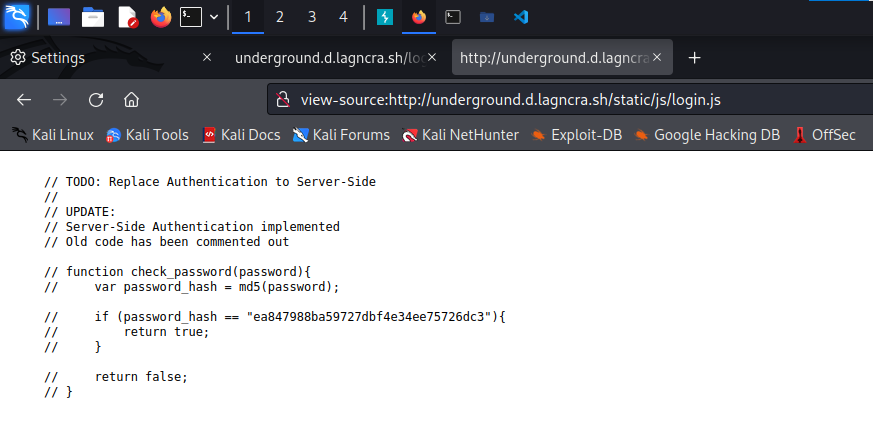 1 2 3 4
Settings
underground.d.lagncra.sh/lo
http://underground.d.lagncra
view-source:http://underground.d.lagncra.sh/static/js/login.js
Kali Linux Kali Tools Kali Docs Kali Forums Kali NetHunter Exploit-DB Google Hacking DB OffSec
// TODO: Replace Authentication to Server-Side
//
// UPDATE:
// Server-Side Authentication implemented
// Old code has been commented out
// function check_password(password){
//     var password_hash = md5(password);
//     if (password_hash == "ea847988ba59727dbf4e34ee75726dc3"){
//         return true;
//     }
//     return false;
// }